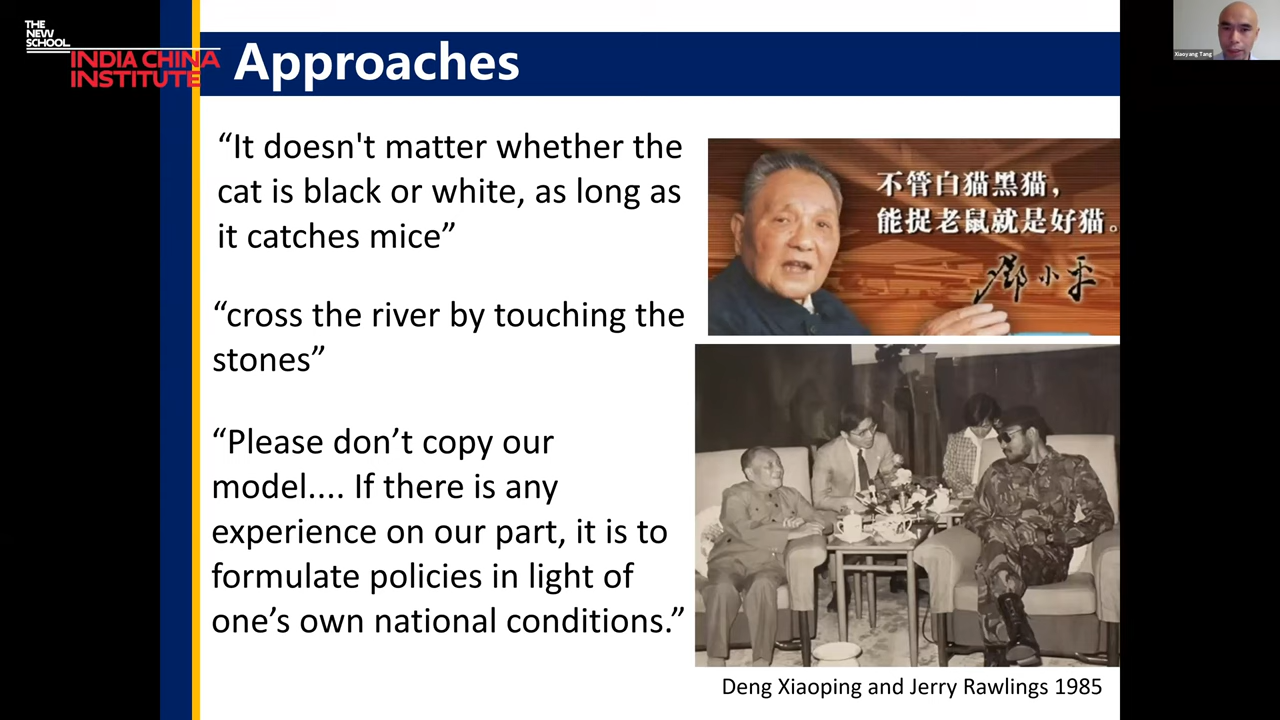 THE
NEW
SCHOOL
INDIA CHINA
INSTITUTE
Approaches
Xiaoyang Tang
“It doesn't matter whether the
cat is black or white, as long as
it catches mice”
“cross the river by touching the
stones”
“Please don’t copy our
model.... If there is any
experience on our part, it is to
formulate policies in light of
one’s own national conditions.”
不管白猫黑猫，
能捉老鼠就是好猫。
邓小平
Deng Xiaoping and Jerry Rawlings 1985